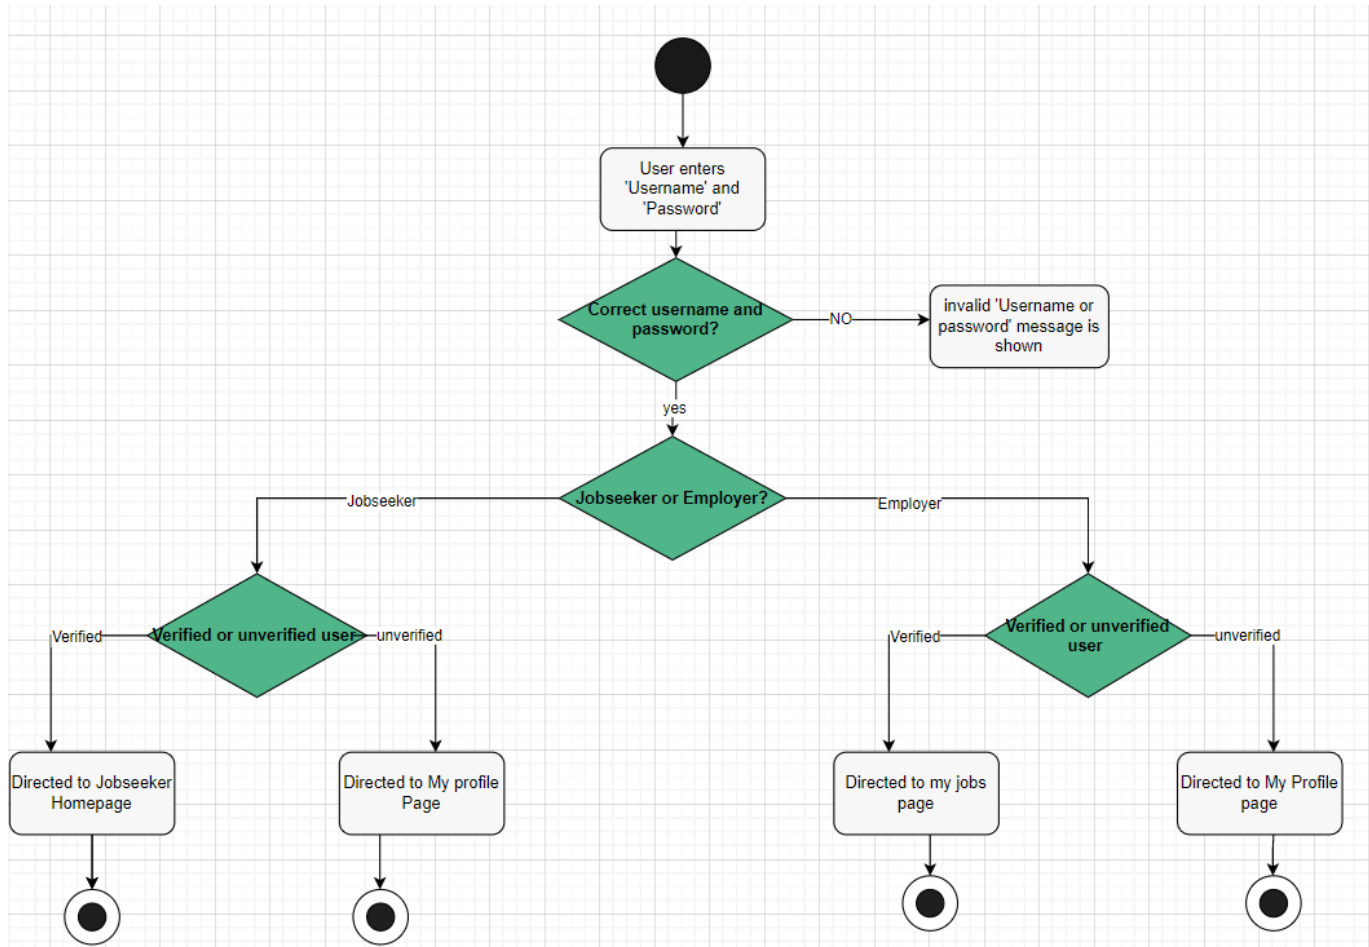 User enters
'Username' and
'Password'
Correct username and
password?
NO
invalid 'Username or
password' message is
shown
yes
Jobseeker or Employer?
Jobseeker
Employer
Verified or unverified user
Verified
unverified
Verified or unverified
user
Verified
unverified
Directed to Jobseeker
Homepage
Directed to My profile
Page
Directed to my jobs
page
Directed to My Profile
page